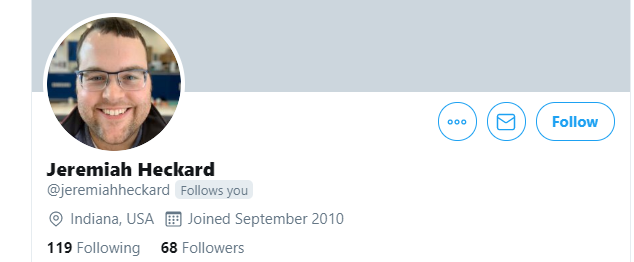 Follow
Jeremiah Heckard
@jeremiahheckard Follows you
Indiana, USA Joined September 2010
119 Following 68 Followers